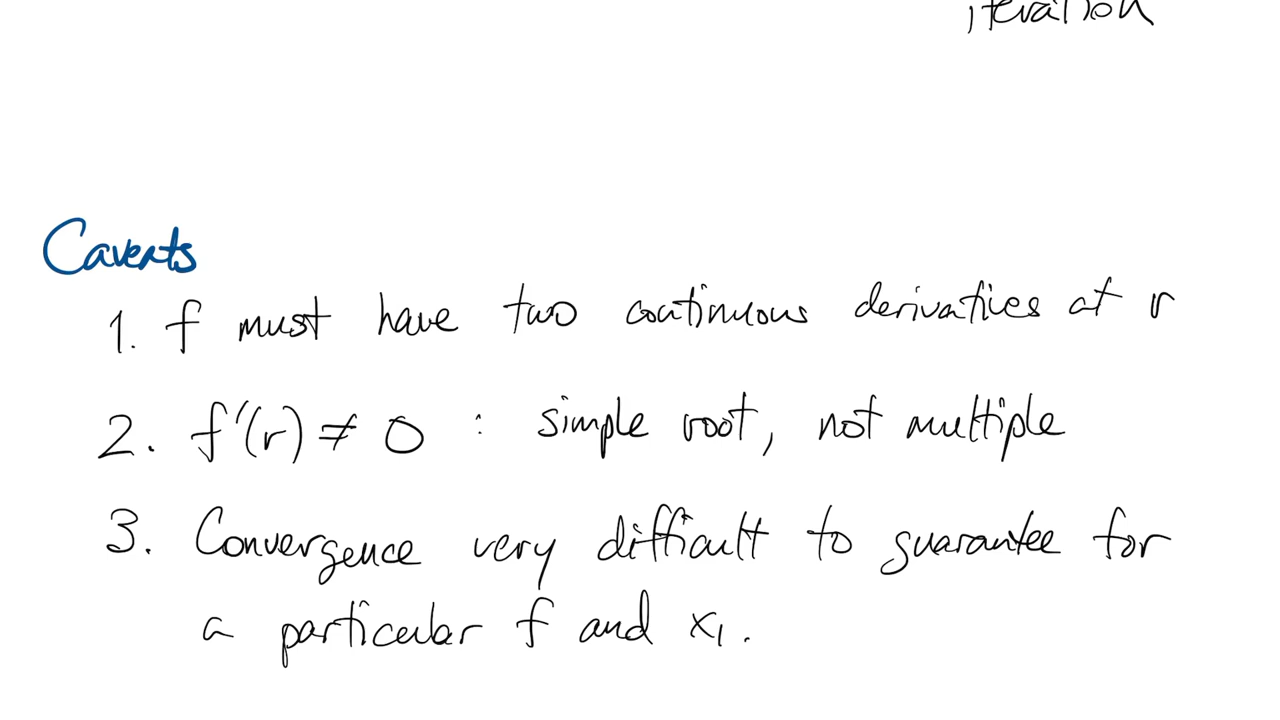 iteration
Caveats
1. f must have two continuous derivatives at r
2. f'(r) ≠ 0 : simple root, not multiple
3. Convergence very difficult to guarantee for
a particular f and x₁.